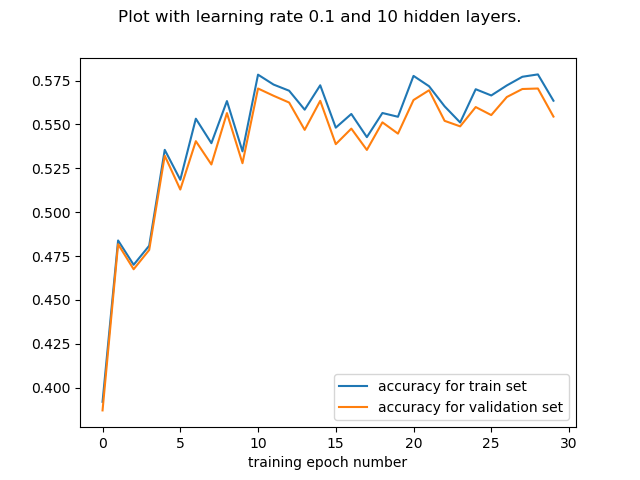 Plot with learning rate 0.1 and 10 hidden layers.
0.575
0.550
0.525
0.500
0.475
0.450
0.425
0.400
accuracy for train set
accuracy for validation set
0 5 10 15 20 25 30
training epoch number